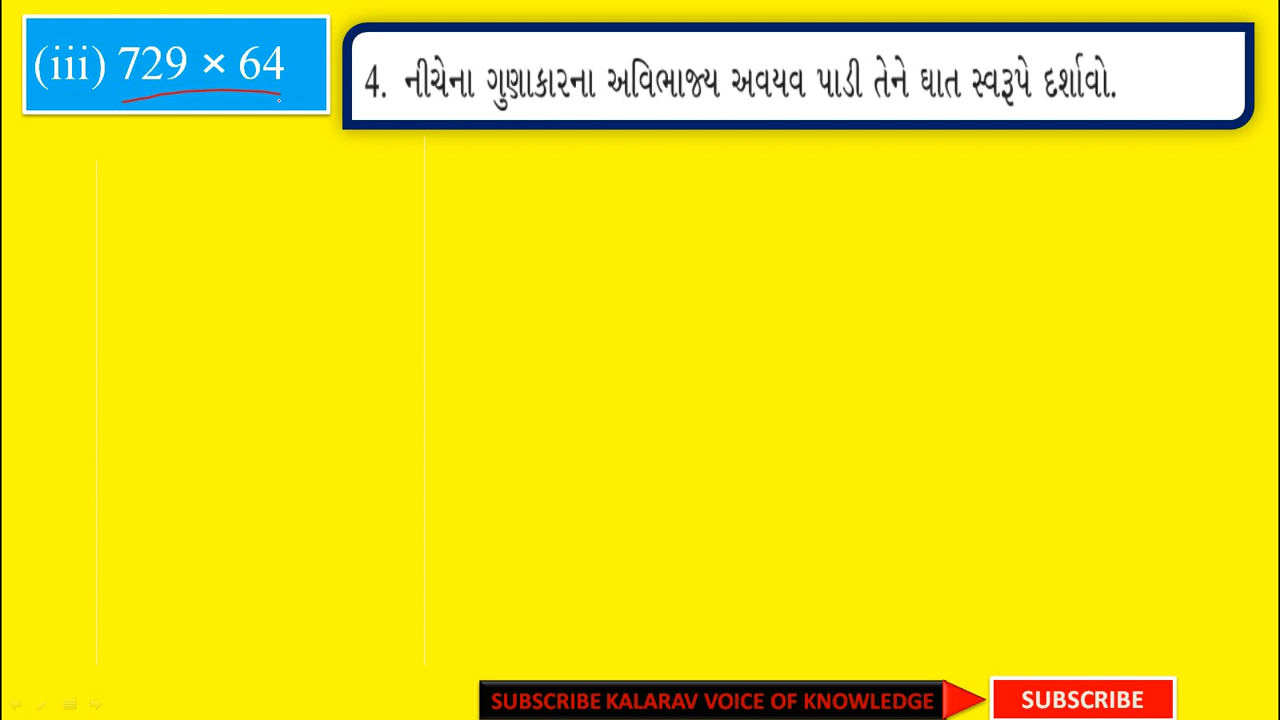 (iii) 729 × 64
4. નીચેના ગુણાકારના અવિભાજ્ય અવયવ પાડી તેને ઘાત સ્વરૂપે દર્શાવો.
SUBSCRIBE KALARAV VOICE OF KNOWLEDGE
SUBSCRIBE